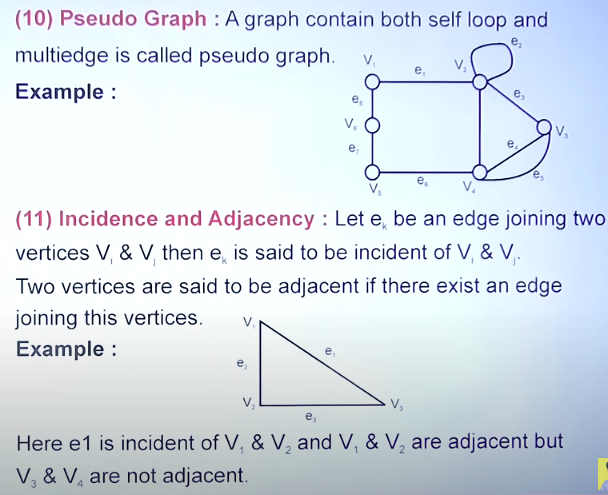 (10) Pseudo Graph : A graph contain both self loop and
multiedge is called pseudo graph.
Example :
V₁ e₁ V₂ e₂
e₈ e₃
V₆ V₃
e₇ e₄
V₅ e₆ V₄ e₅
(11) Incidence and Adjacency : Let eₖ be an edge joining two
vertices Vᵢ & Vⱼ then eₖ is said to be incident of Vᵢ & Vⱼ.
Two vertices are said to be adjacent if there exist an edge
joining this vertices.
Example :
V₁
e₂ e₁
V₂ e₃ V₃
Here e1 is incident of V₁ & V₂ and V₁ & V₂ are adjacent but
V₃ & V₄ are not adjacent.